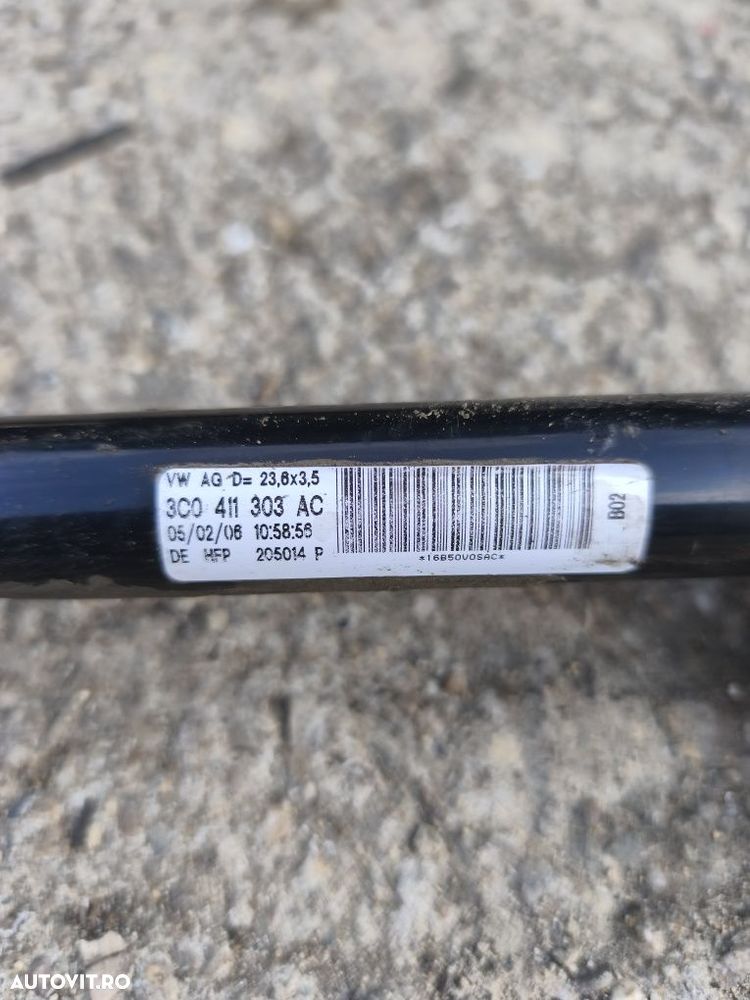 VW AG D= 23,6x3,5
3C0 411 303 AC
05/02/06 10:58:56
DE HFP 205014 P
*16B50V0SAC*
B02
AUTOVIT.RO